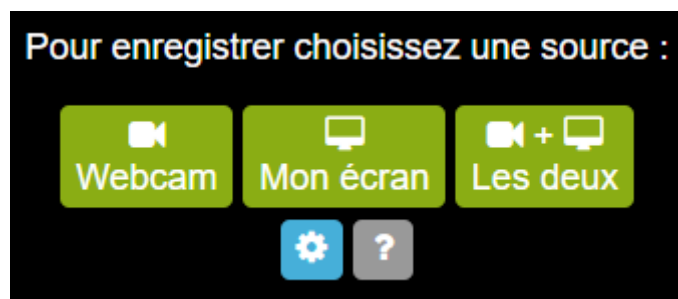 Pour enregistrer choisissez une source :
Webcam
Mon écran
+
Les deux
?